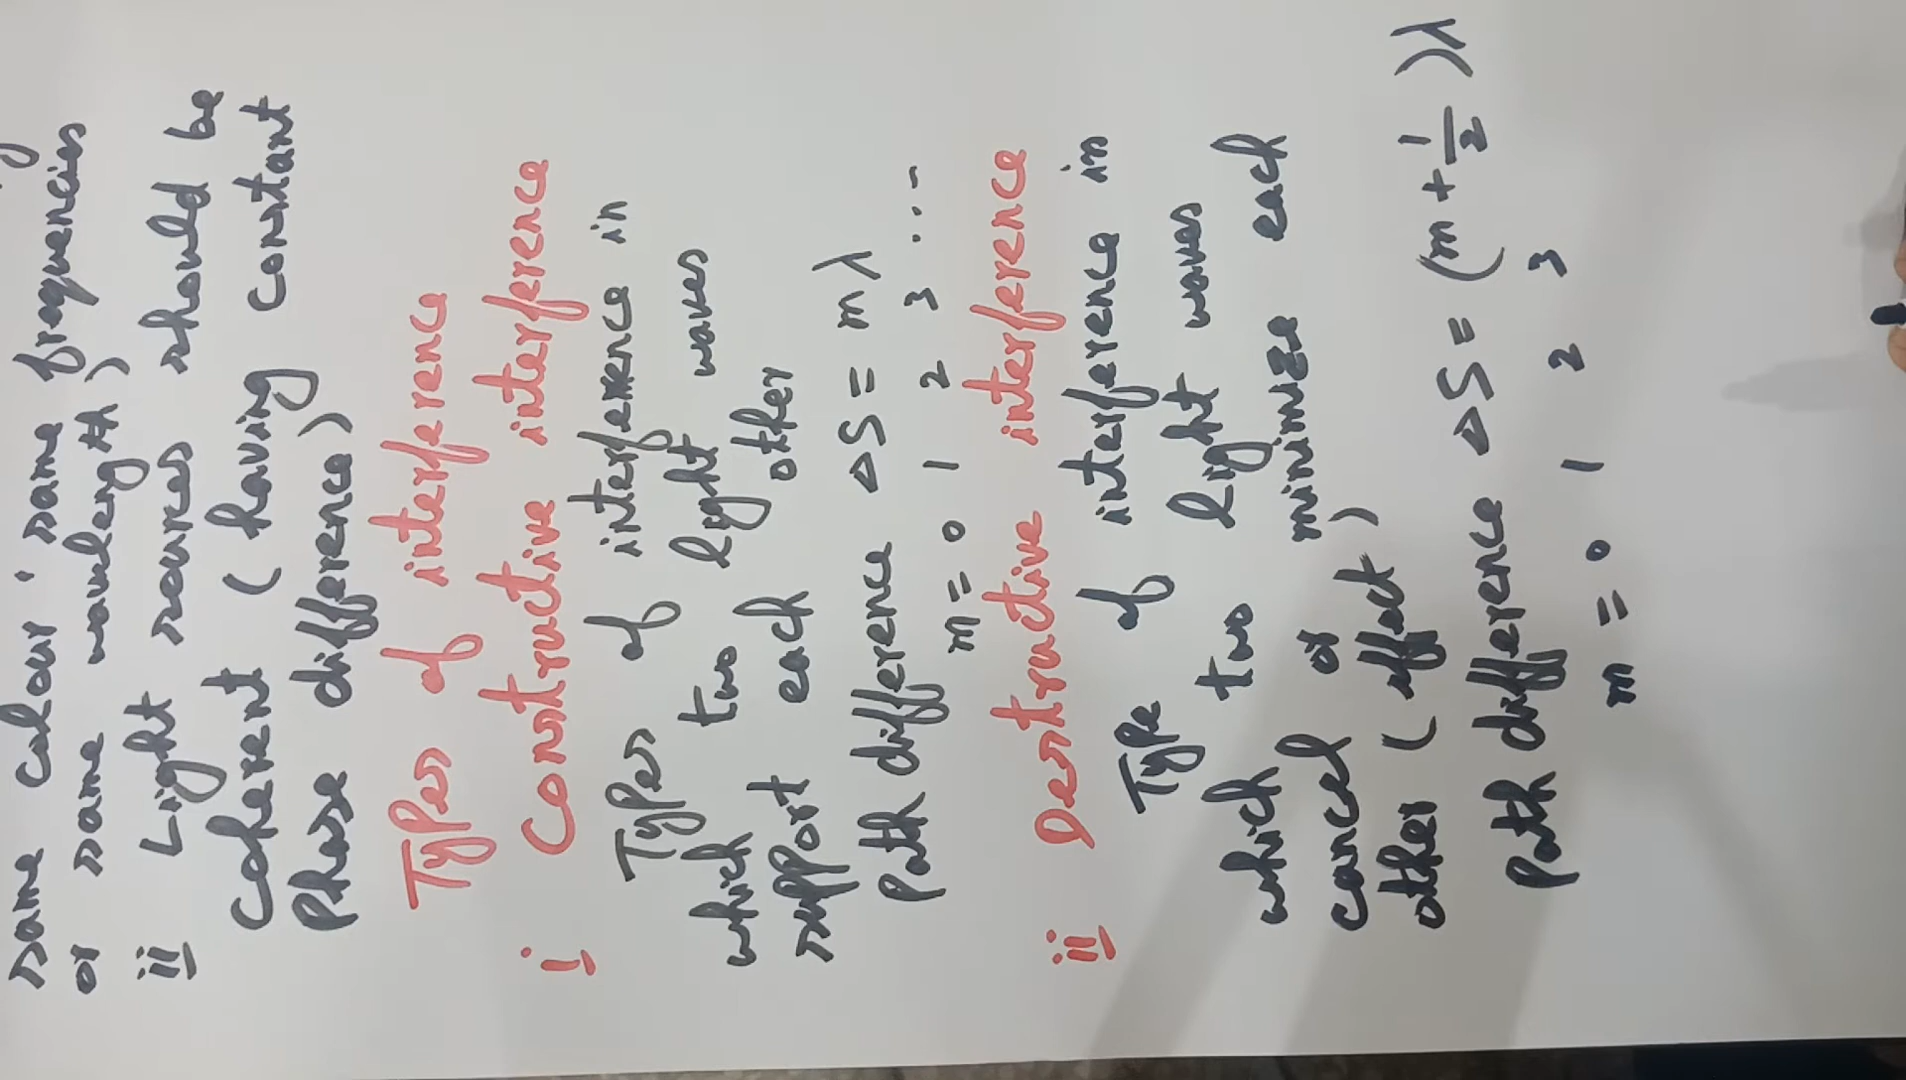 same colour, same frequencies
or same wavelength)
ii Light sources should be
Coherent (having constant
Phase difference)
Types of interference
i Constructive interference
Types of interference in
which two light waves
support each other
Path difference ΔS = mλ
m = 0 1 2 3 ...-
ii Destructive interference
Type of interference in
which two light waves
cancel or minimize each
other (effect)
Path difference ΔS = (m + 1/2)λ
m = 0 1 2 3